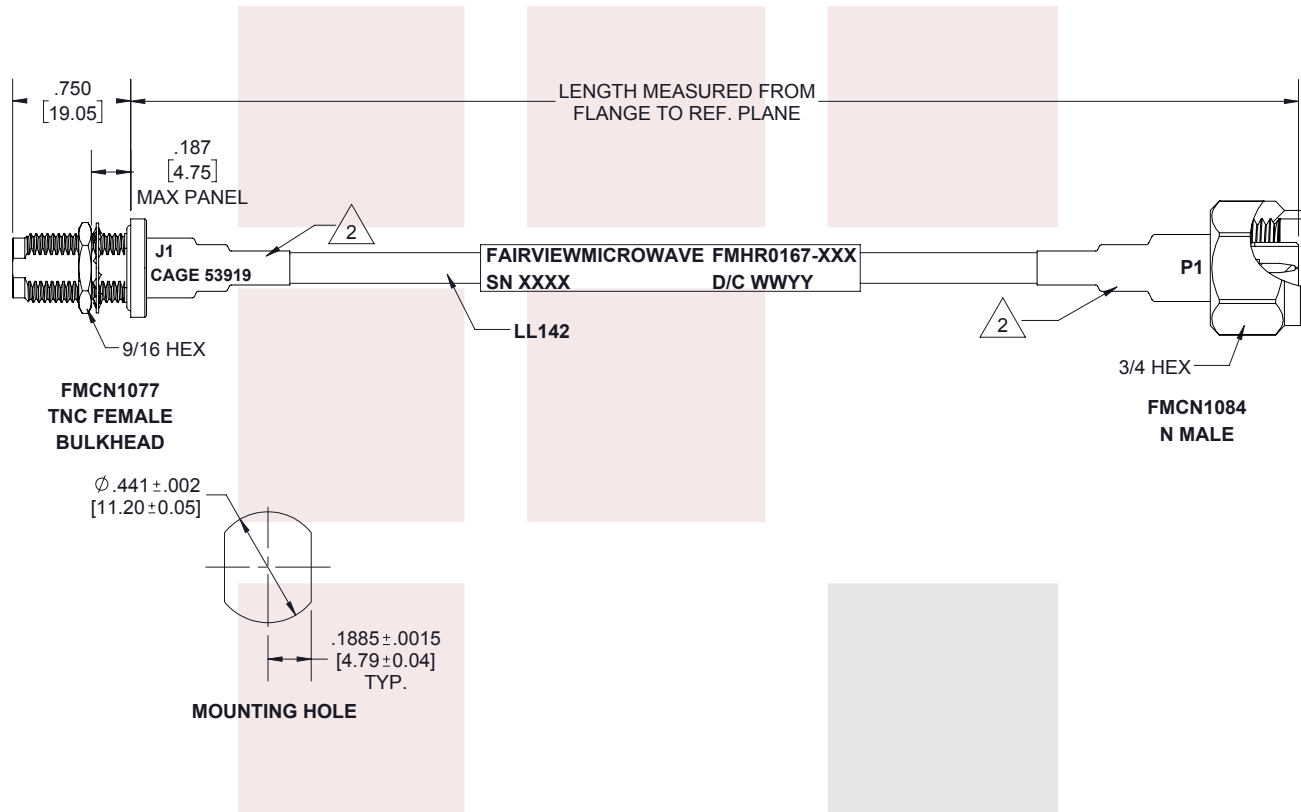 .750
[19.05]
LENGTH MEASURED FROM
FLANGE TO REF. PLANE
.187
[4.75]
MAX PANEL
2
J1
CAGE 53919
FAIRVIEWMICROWAVE FMHR0167-XXX
SN XXXX D/C WWYY
P1
LL142
2
9/16 HEX
3/4 HEX
FMCN1077
TNC FEMALE
BULKHEAD
FMCN1084
N MALE
∅.441±.002
[11.20±0.05]
.1885±.0015
[4.79±0.04]
TYP.
MOUNTING HOLE